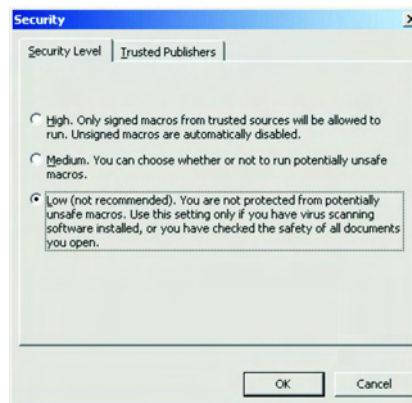 Security
Security Level Trusted Publishers
High. Only signed macros from trusted sources will be allowed to
run. Unsigned macros are automatically disabled.
Medium. You can choose whether or not to run potentially unsafe
macros.
Low (not recommended). You are not protected from potentially
unsafe macros. Use this setting only if you have virus scanning
software installed, or you have checked the safety of all documents
you open.
OK Cancel